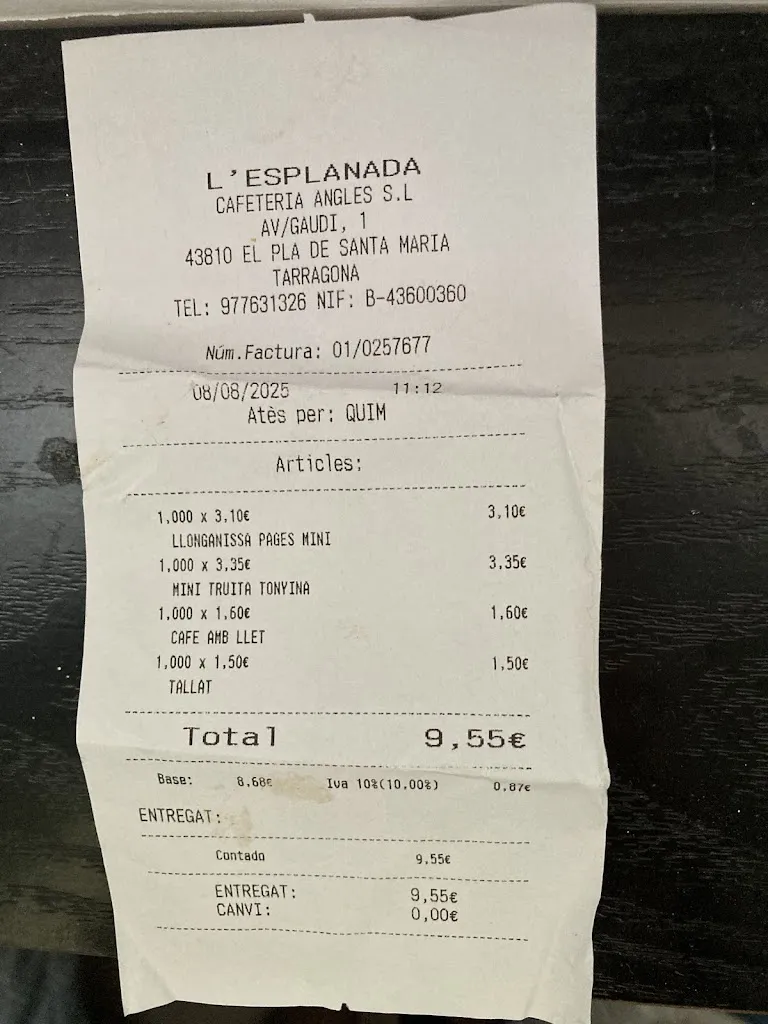 L'ESPLANADA
CAFETERIA ANGLES S.L
AV/GAUDI, 1
43810 EL PLA DE SANTA MARIA
TARRAGONA
TEL: 977631326 NIF: B-43600360
Núm.Factura: 01/0257677
08/08/2025 11:12
Atès per: QUIM
Articles:
1,000 x 3,10€ 3,10€
LLONGANISSA PAGES MINI
1,000 x 3,35€ 3,35€
MINI TRUITA TONYINA
1,000 x 1,60€ 1,60€
CAFE AMB LLET
1,000 x 1,50€ 1,50€
TALLAT
Total 9,55€
Base: 8,68€ Iva 10%(10,00%) 0,87€
ENTREGAT:
Contado 9,55€
ENTREGAT: 9,55€
CANVI: 0,00€